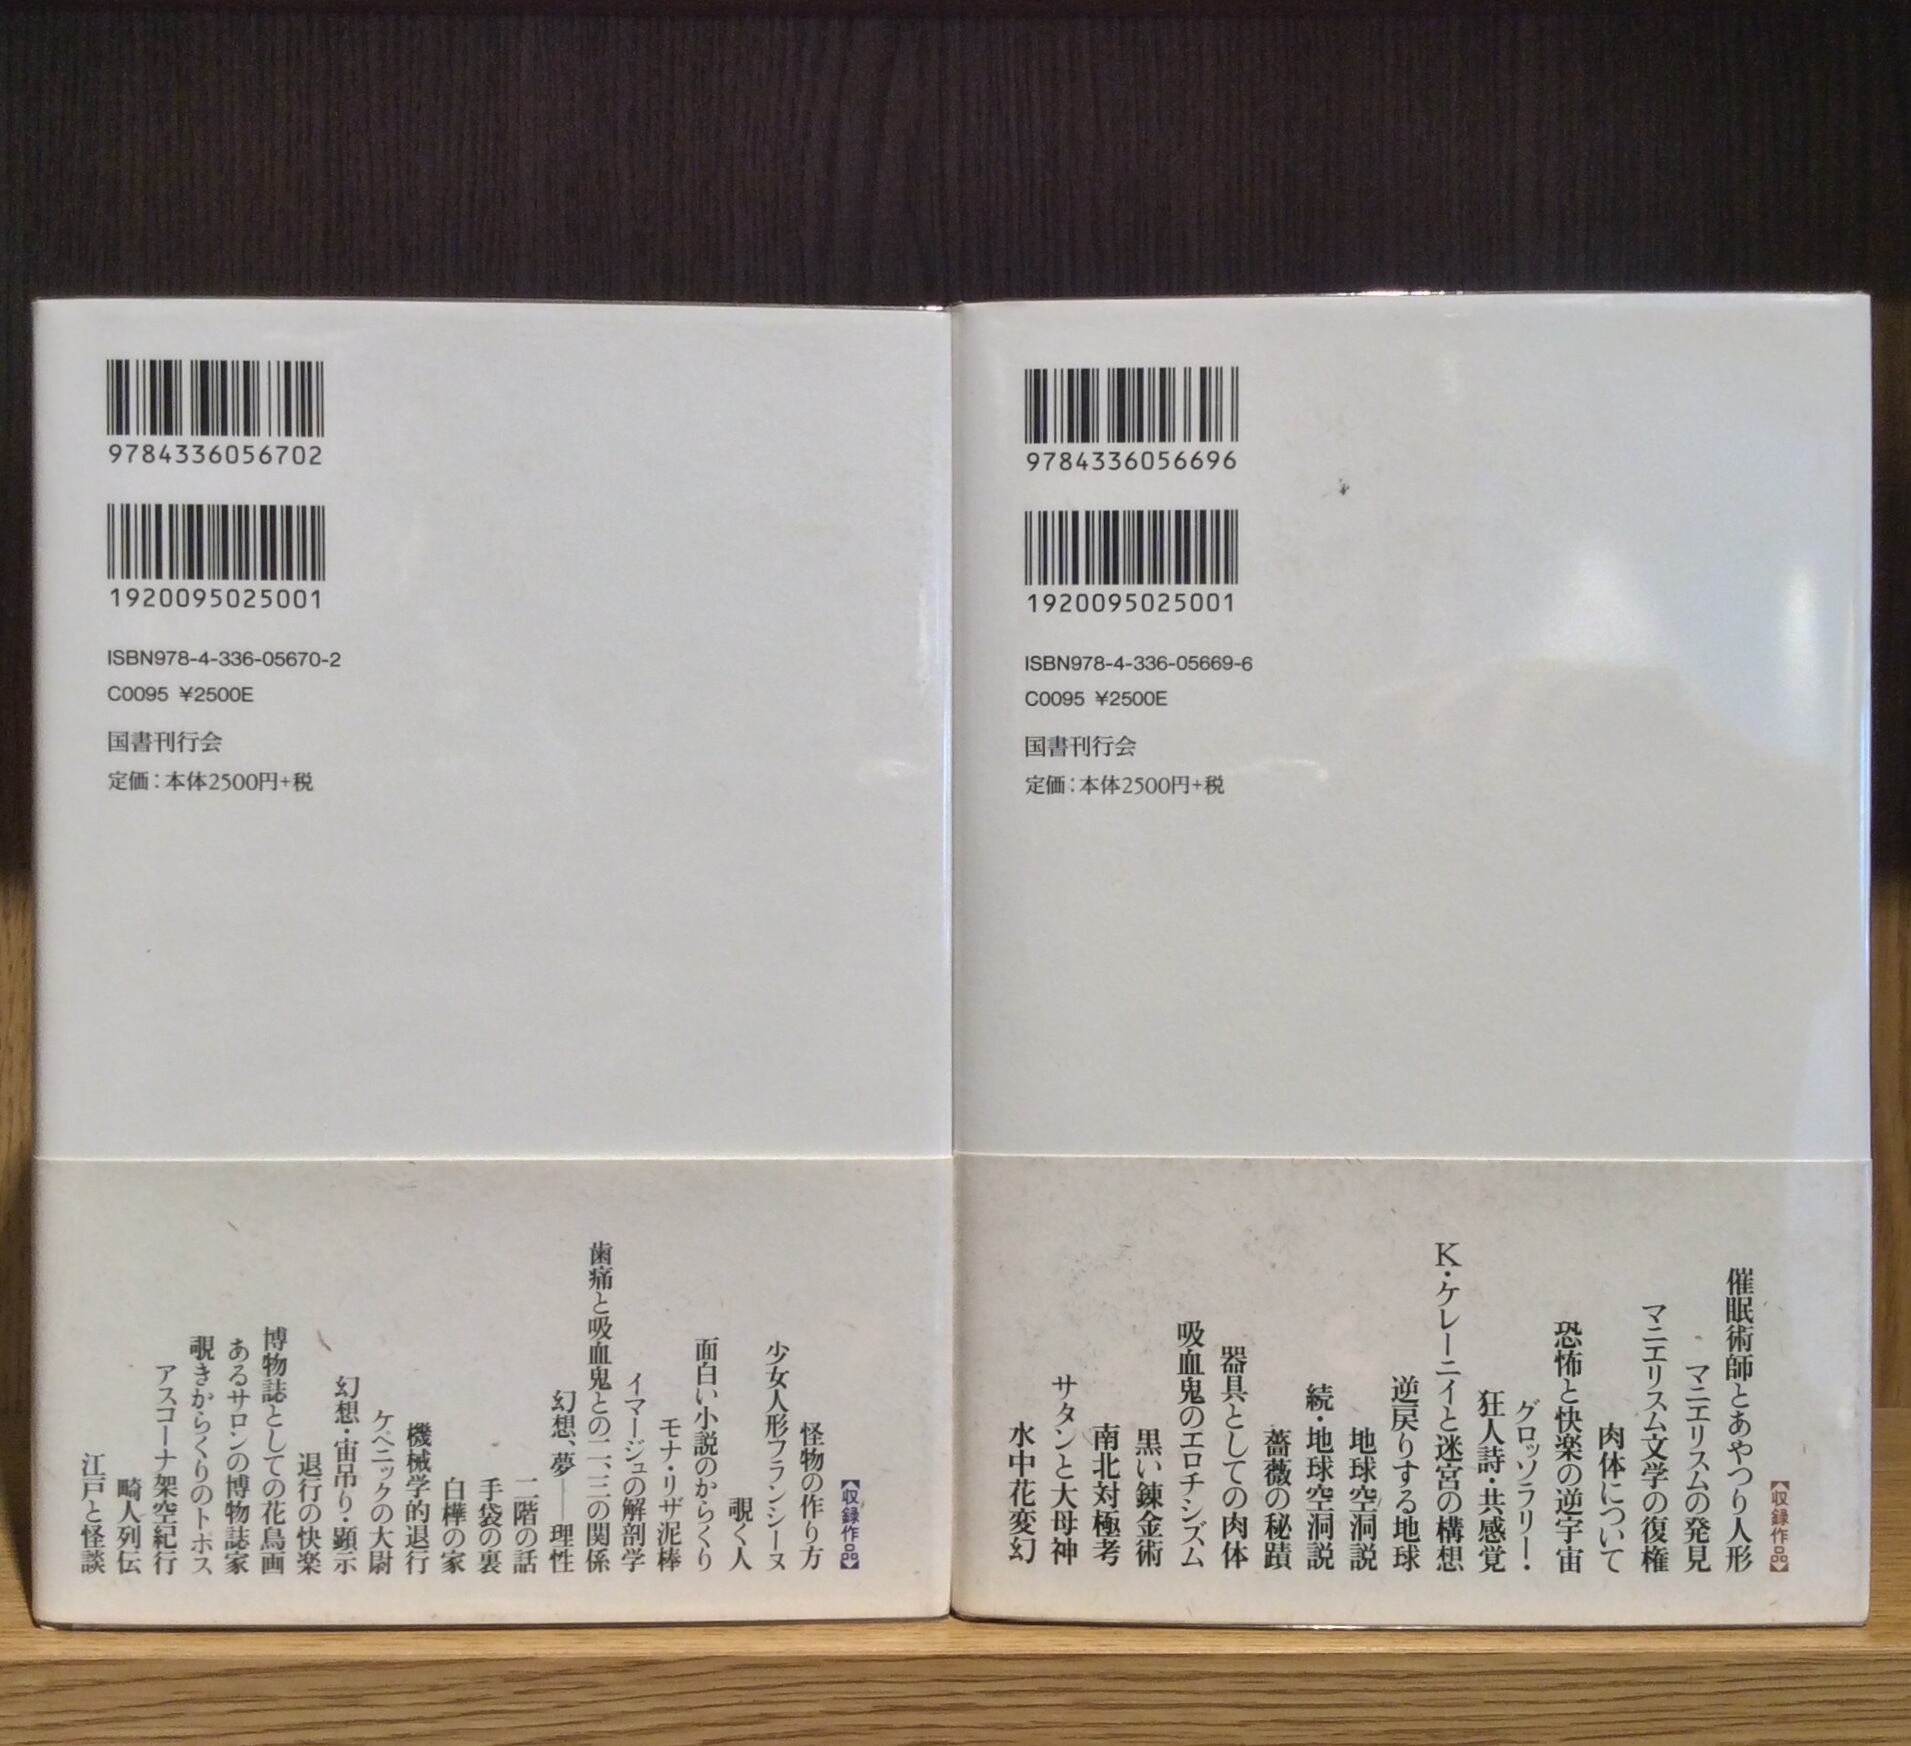 9784336056702
1920095025001
ISBN978-4-336-05670-2
C0095 ¥2500E
国書刊行会
定価:本体2500円+税
【収録作品】
怪物の作り方
少女人形フランシーヌ
覗く人
面白い小説のからくり
モナ・リザ泥棒
イマージュの解剖学
歯痛と吸血鬼との二、三の関係
幻想、夢――理性
二階の話
手袋の裏
白樺の家
機械学的退行
ケペニックの大尉
幻想・宙吊り・顕示
退行の快楽
博物誌としての花鳥画
あるサロンの博物誌家
覗きからくりのトポス
アスコーナ架空紀行
畸人列伝
江戸と怪談
9784336056696
1920095025001
ISBN978-4-336-05669-6
C0095 ¥2500E
国書刊行会
定価:本体2500円+税
【収録作品】
催眠術師とあやつり人形
マニエリスムの発見
マニエリスム文学の復権
肉体について
恐怖と快楽の逆宇宙
グロッソラリー・
狂人詩・共感覚
K・ケレーニイと迷宮の構想
逆戻りする地球
地球空洞説
続・地球空洞説
薔薇の秘蹟
器具としての肉体
吸血鬼のエロチシズム
黒い錬金術
南北対極考
サタンと大母神
水中花変幻